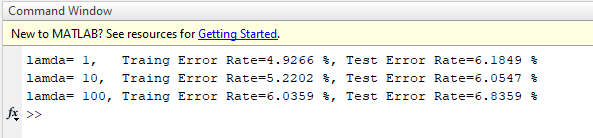 Command Window
New to MATLAB? See resources for Getting Started.
lamda= 1,   Traing Error Rate=4.9266 %, Test Error Rate=6.1849 %
lamda= 10,  Traing Error Rate=5.2202 %, Test Error Rate=6.0547 %
lamda= 100, Traing Error Rate=6.0359 %, Test Error Rate=6.8359 %
fx >>